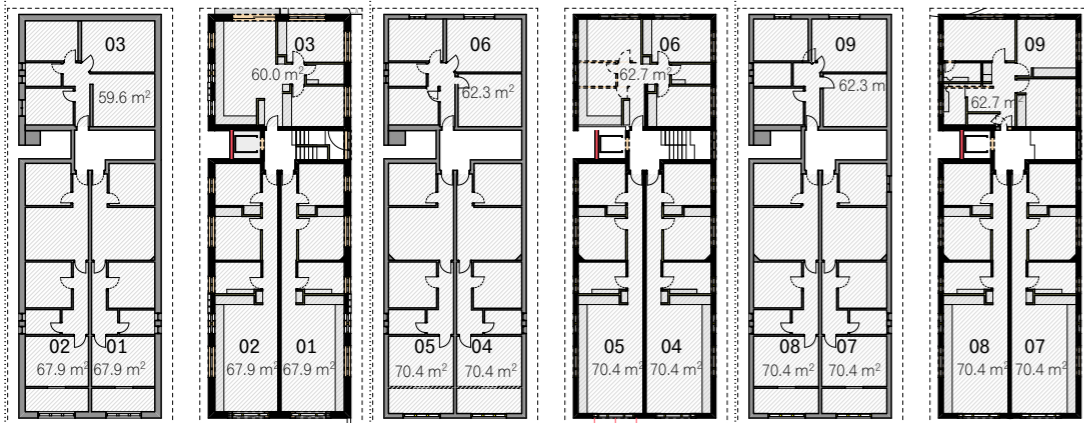 03
59.6 m²
02 01
67.9 m² 67.9 m²
03
60.0 m²
02 01
67.9 m² 67.9 m²
06
62.3 m²
05 04
70.4 m² 70.4 m²
06
62.7 m²
05 04
70.4 m² 70.4 m²
09
62.3 m
08 07
70.4 m² 70.4 m²
09
62.7 m²
08 07
70.4 m² 70.4 m²